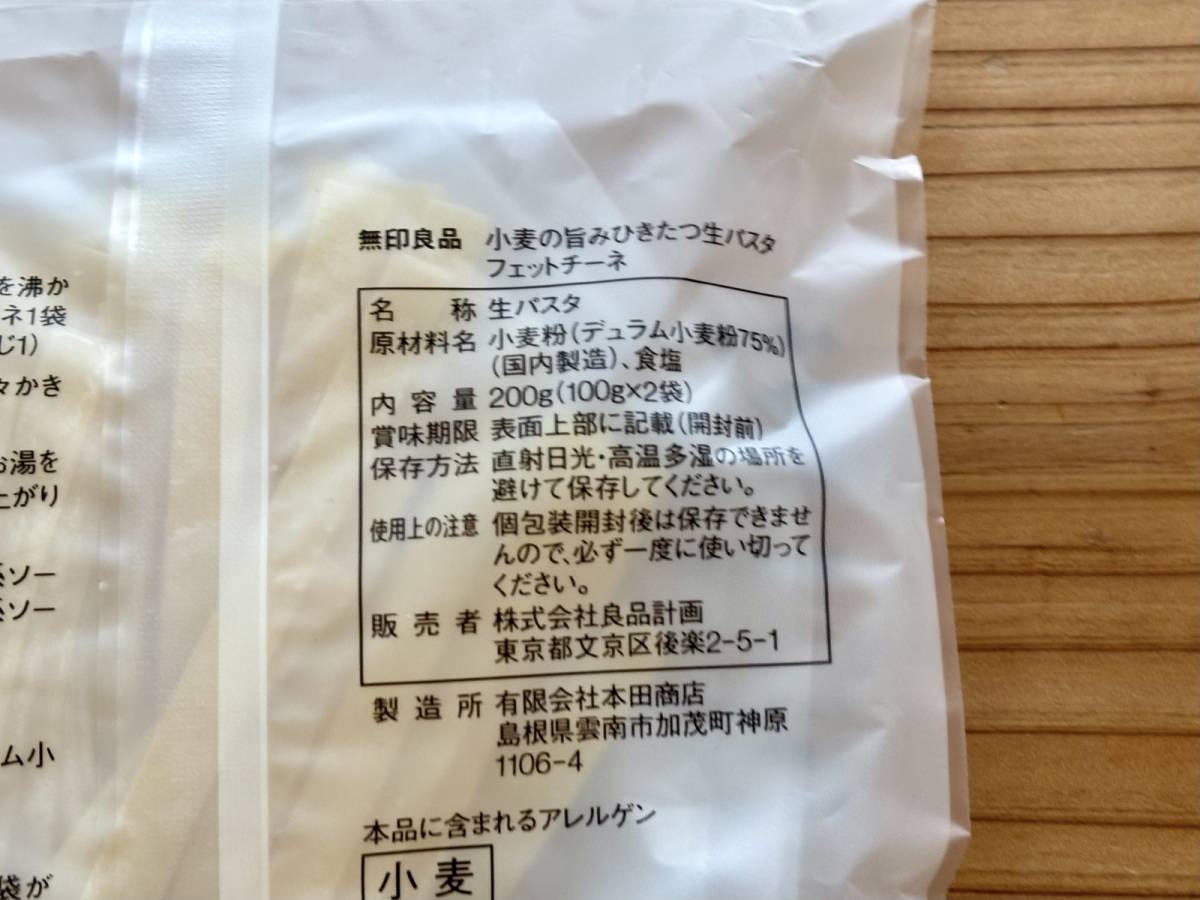 を沸か
ネ1袋
じ1)
々かき
お湯を
上がり
系ソー
系ソー
ム小
袋が
無印良品 小麦の旨みひきたつ生パスタ
フェットチーネ
名称 生パスタ
原材料名 小麦粉(デュラム小麦粉75%)
(国内製造)、食塩
内容量 200g(100g×2袋)
賞味期限 表面上部に記載(開封前)
保存方法 直射日光・高温多湿の場所を
避けて保存してください。
使用上の注意 個包装開封後は保存できませ
んので、必ず一度に使い切って
ください。
販売者 株式会社良品計画
東京都文京区後楽2-5-1
製造所 有限会社本田商店
島根県雲南市加茂町神原
1106-4
本品に含まれるアレルゲン
小麦